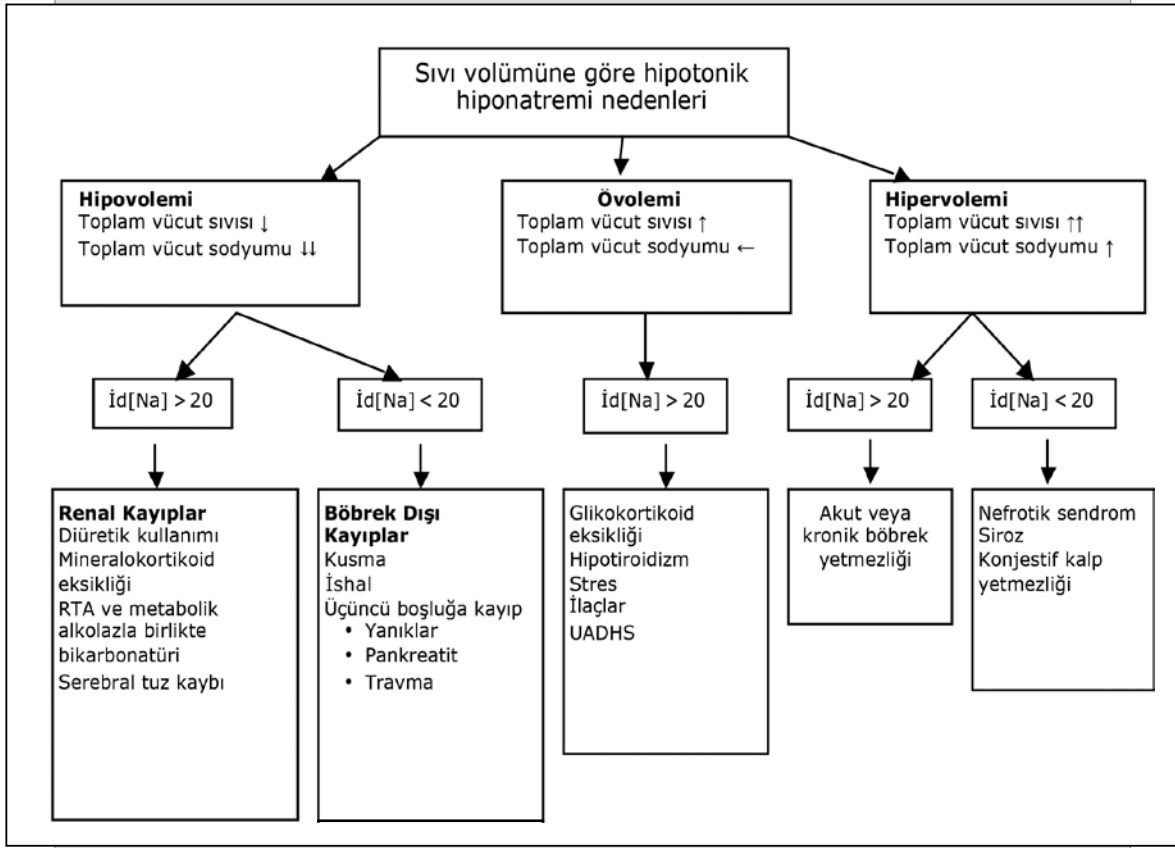 Sıvı volümüne göre hipotonik
hiponatremi nedenleri
Hipovolemi
Toplam vücut sıvısı ↓
Toplam vücut sodyumu ↓↓
Övolemi
Toplam vücut sıvısı ↑
Toplam vücut sodyumu ←
Hipervolemi
Toplam vücut sıvısı ↑↑
Toplam vücut sodyumu ↑
İd[Na] > 20
İd[Na] < 20
İd[Na] > 20
İd[Na] > 20
İd[Na] < 20
Renal Kayıplar
Diüretik kullanımı
Mineralokortikoid
eksikliği
RTA ve metabolik
alkolazla birlikte
bikarbonatüri
Serebral tuz kaybı
Böbrek Dışı
Kayıplar
Kusma
İshal
Üçüncü boşluğa kayıp
• Yanıklar
• Pankreatit
• Travma
Glikokortikoid
eksikliği
Hipotiroidizm
Stres
İlaçlar
UADHS
Akut veya
kronik böbrek
yetmezliği
Nefrotik sendrom
Siroz
Konjestif kalp
yetmezliği